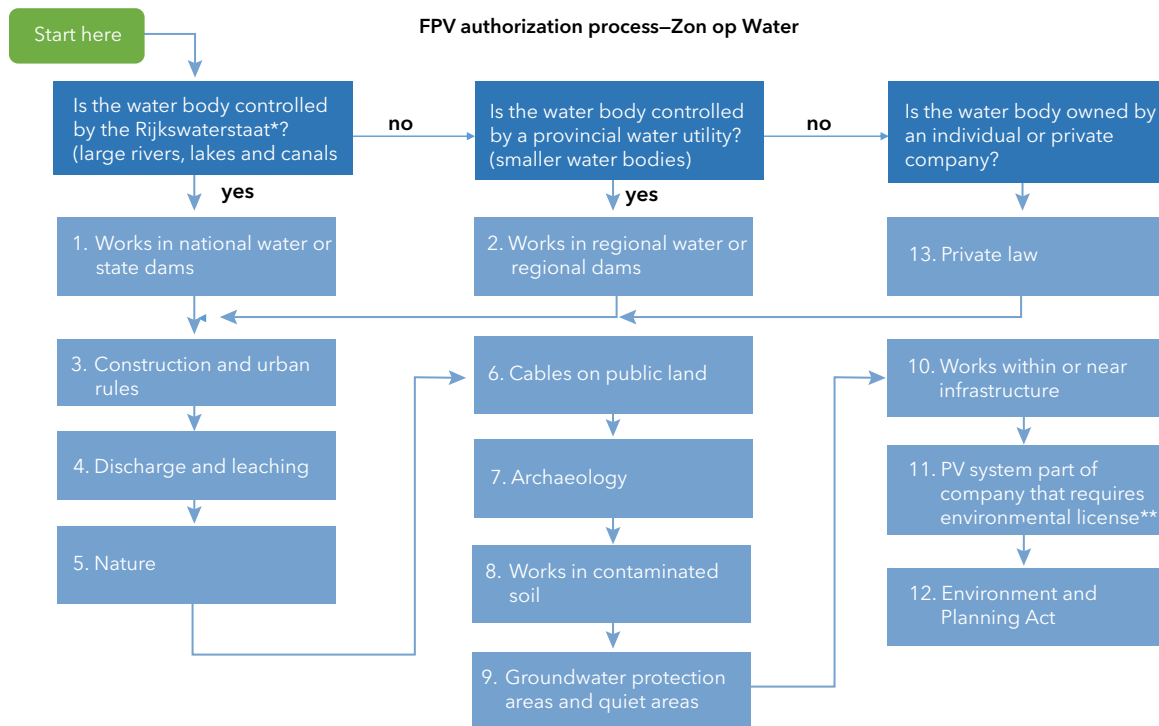 FPV authorization process—Zon op Water
Start here
Is the water body controlled
by the Rijkswaterstaat*?
(large rivers, lakes and canals
no
Is the water body controlled
by a provincial water utility?
(smaller water bodies)
no
Is the water body owned by
an individual or private
company?
yes
yes
1. Works in national water or
state dams
2. Works in regional water or
regional dams
13. Private law
3. Construction and urban
rules
4. Discharge and leaching
5. Nature
6. Cables on public land
7. Archaeology
8. Works in contaminated
soil
9. Groundwater protection
areas and quiet areas
10. Works within or near
infrastructure
11. PV system part of
company that requires
environmental license**
12. Environment and
Planning Act